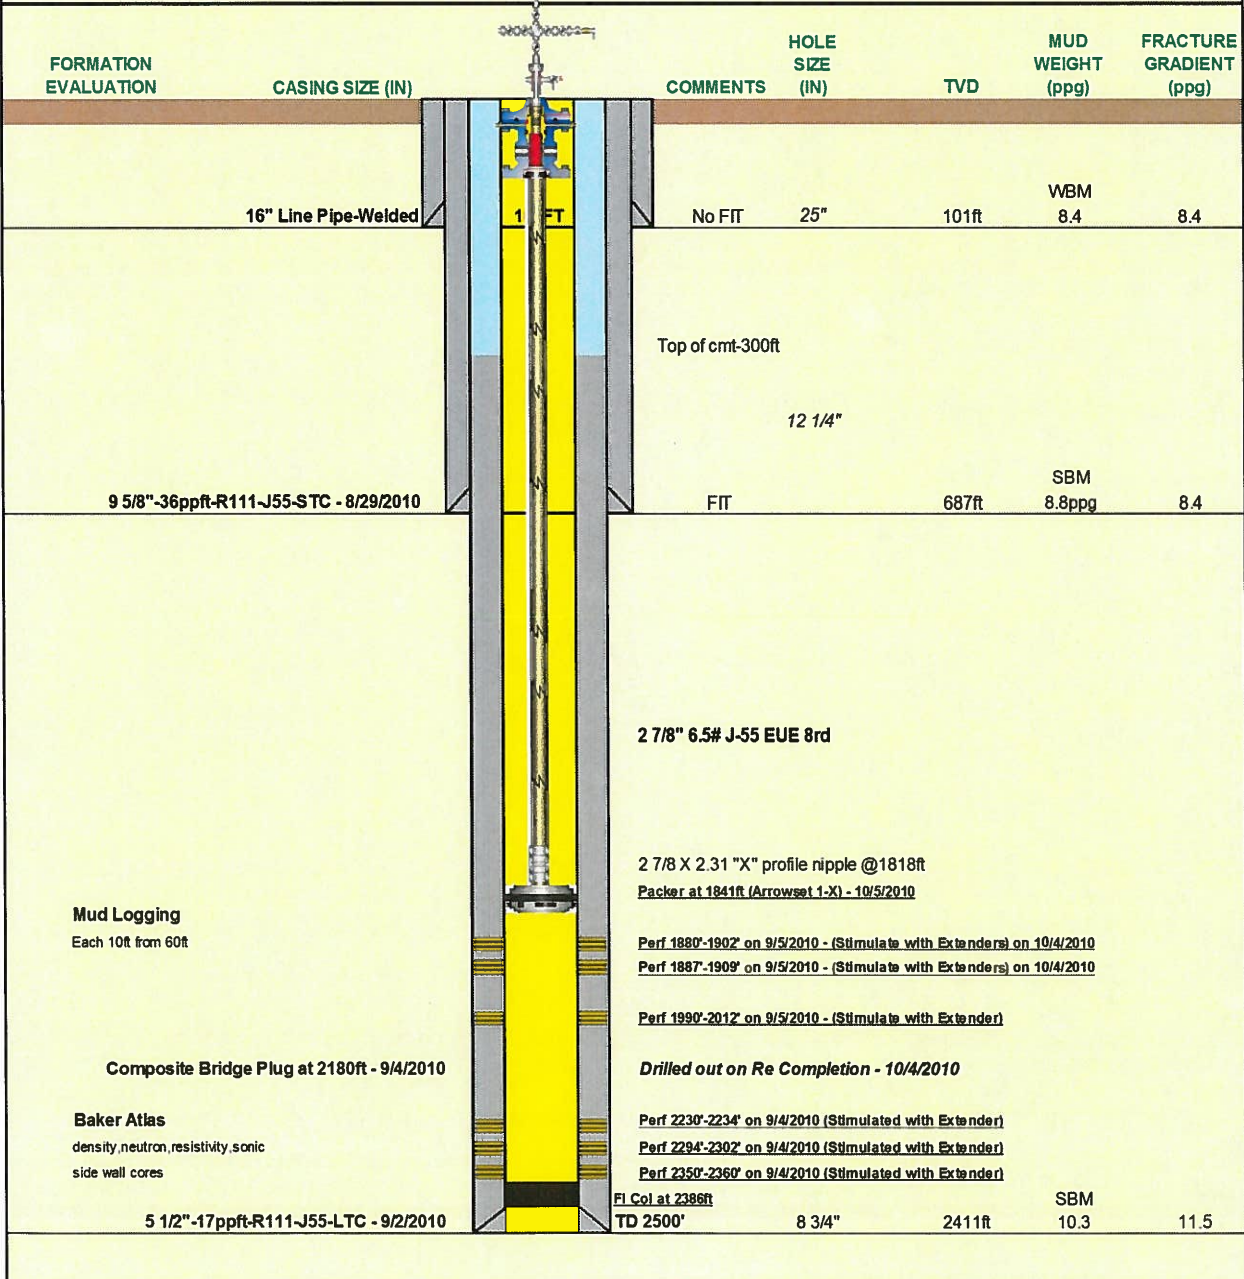 FORMATION EVALUATION
CASING SIZE (IN)
COMMENTS
HOLE SIZE (IN)
TVD
MUD WEIGHT (ppg)
FRACTURE GRADIENT (ppg)
WBM
16" Line Pipe-Welded
FT
No FIT
25"
101ft
8.4
8.4
Top of cmt-300ft
12 1/4"
SBM
9 5/8"-36ppft-R111-J55-STC - 8/29/2010
FIT
687ft
8.8ppg
8.4
2 7/8" 6.5# J-55 EUE 8rd
2 7/8 X 2.31 "X" profile nipple @1818ft
Packer at 1841ft (Arrowset 1-X) - 10/5/2010
Mud Logging
Each 10ft from 60ft
Perf 1880'-1902' on 9/5/2010 - (Stimulate with Extenders) on 10/4/2010
Perf 1887'-1909' on 9/5/2010 - (Stimulate with Extenders) on 10/4/2010
Perf 1990'-2012' on 9/5/2010 - (Stimulate with Extender)
Composite Bridge Plug at 2180ft - 9/4/2010
Drilled out on Re Completion - 10/4/2010
Baker Atlas
density,neutron,resistivity,sonic
side wall cores
Perf 2230'-2234' on 9/4/2010 (Stimulated with Extender)
Perf 2294'-2302' on 9/4/2010 (Stimulated with Extender)
Perf 2350'-2360' on 9/4/2010 (Stimulated with Extender)
Fl Col at 2386ft
SBM
5 1/2"-17ppft-R111-J55-LTC - 9/2/2010
TD 2500'
8 3/4"
2411ft
10.3
11.5